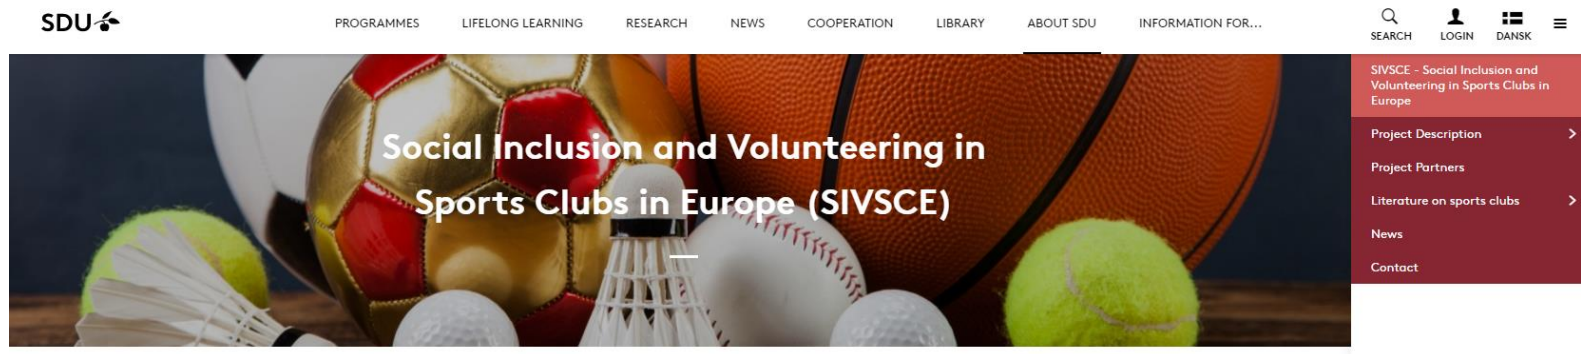 SDU
PROGRAMMES
LIFELONG LEARNING
RESEARCH
NEWS
COOPERATION
LIBRARY
ABOUT SDU
INFORMATION FOR...
SEARCH
LOGIN
DANSK
Social Inclusion and Volunteering in
Sports Clubs in Europe (SIVSCE)
SIVSCE - Social Inclusion and
Volunteering in Sports Clubs in
Europe
Project Description
Project Partners
Literature on sports clubs
News
Contact